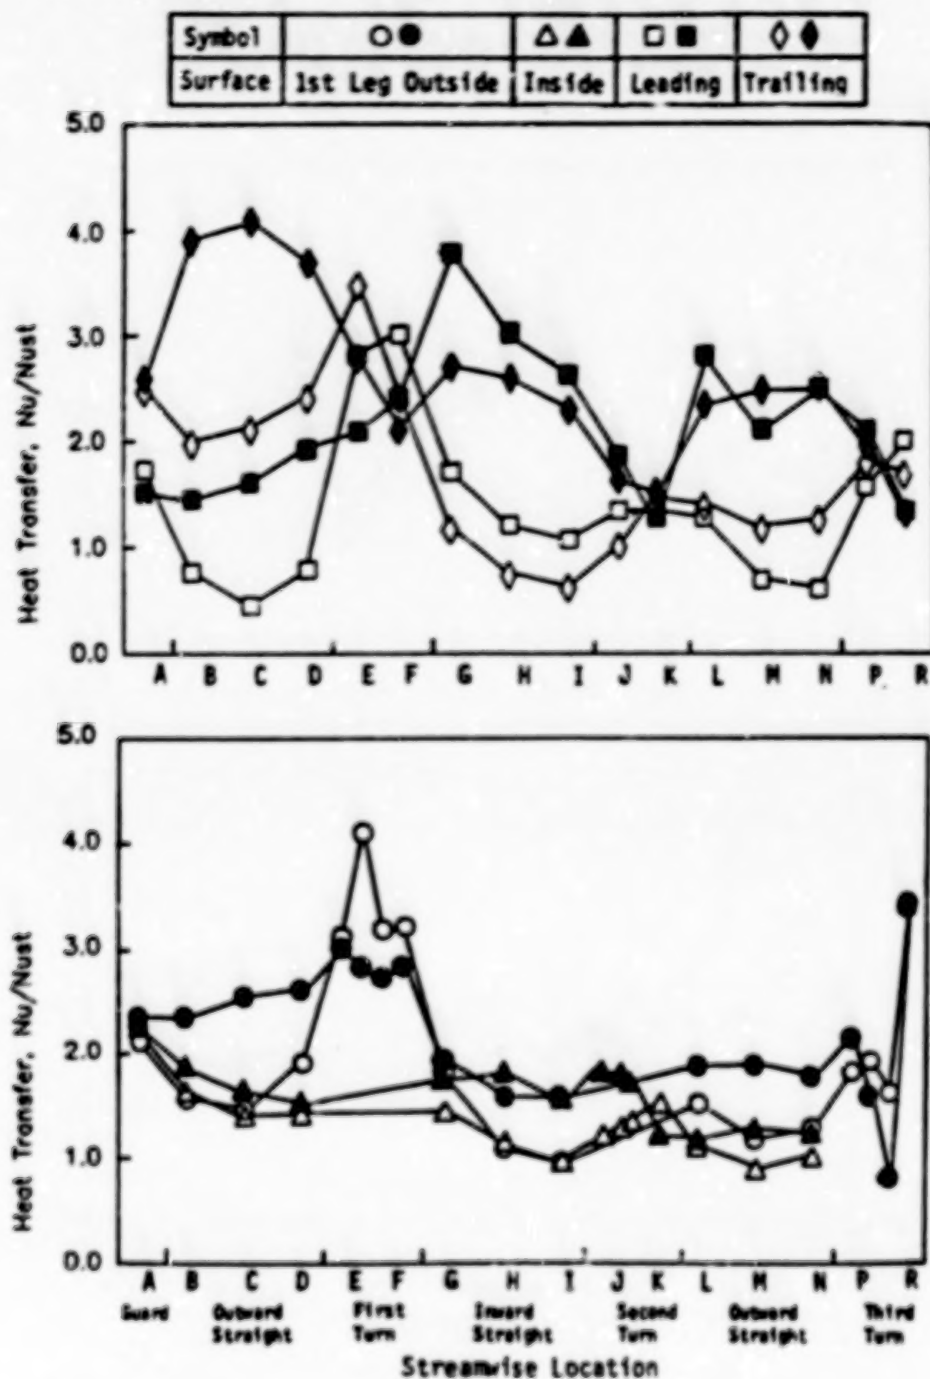 Symbol
Surface 1st Leg Outside Inside Leading Trailing
5.0
4.0
3.0
2.0
1.0
0.0
Heat Transfer, Nu/Nust
A B C D E F G H I J K L M N P R
5.0
4.0
3.0
2.0
1.0
0.0
Heat Transfer, Nu/Nust
A B C D E F G H I J K L M N P R
Guard Outward First Inward Second Outward Third
Straight Turn Straight Turn Straight Turn
Streamwise Location